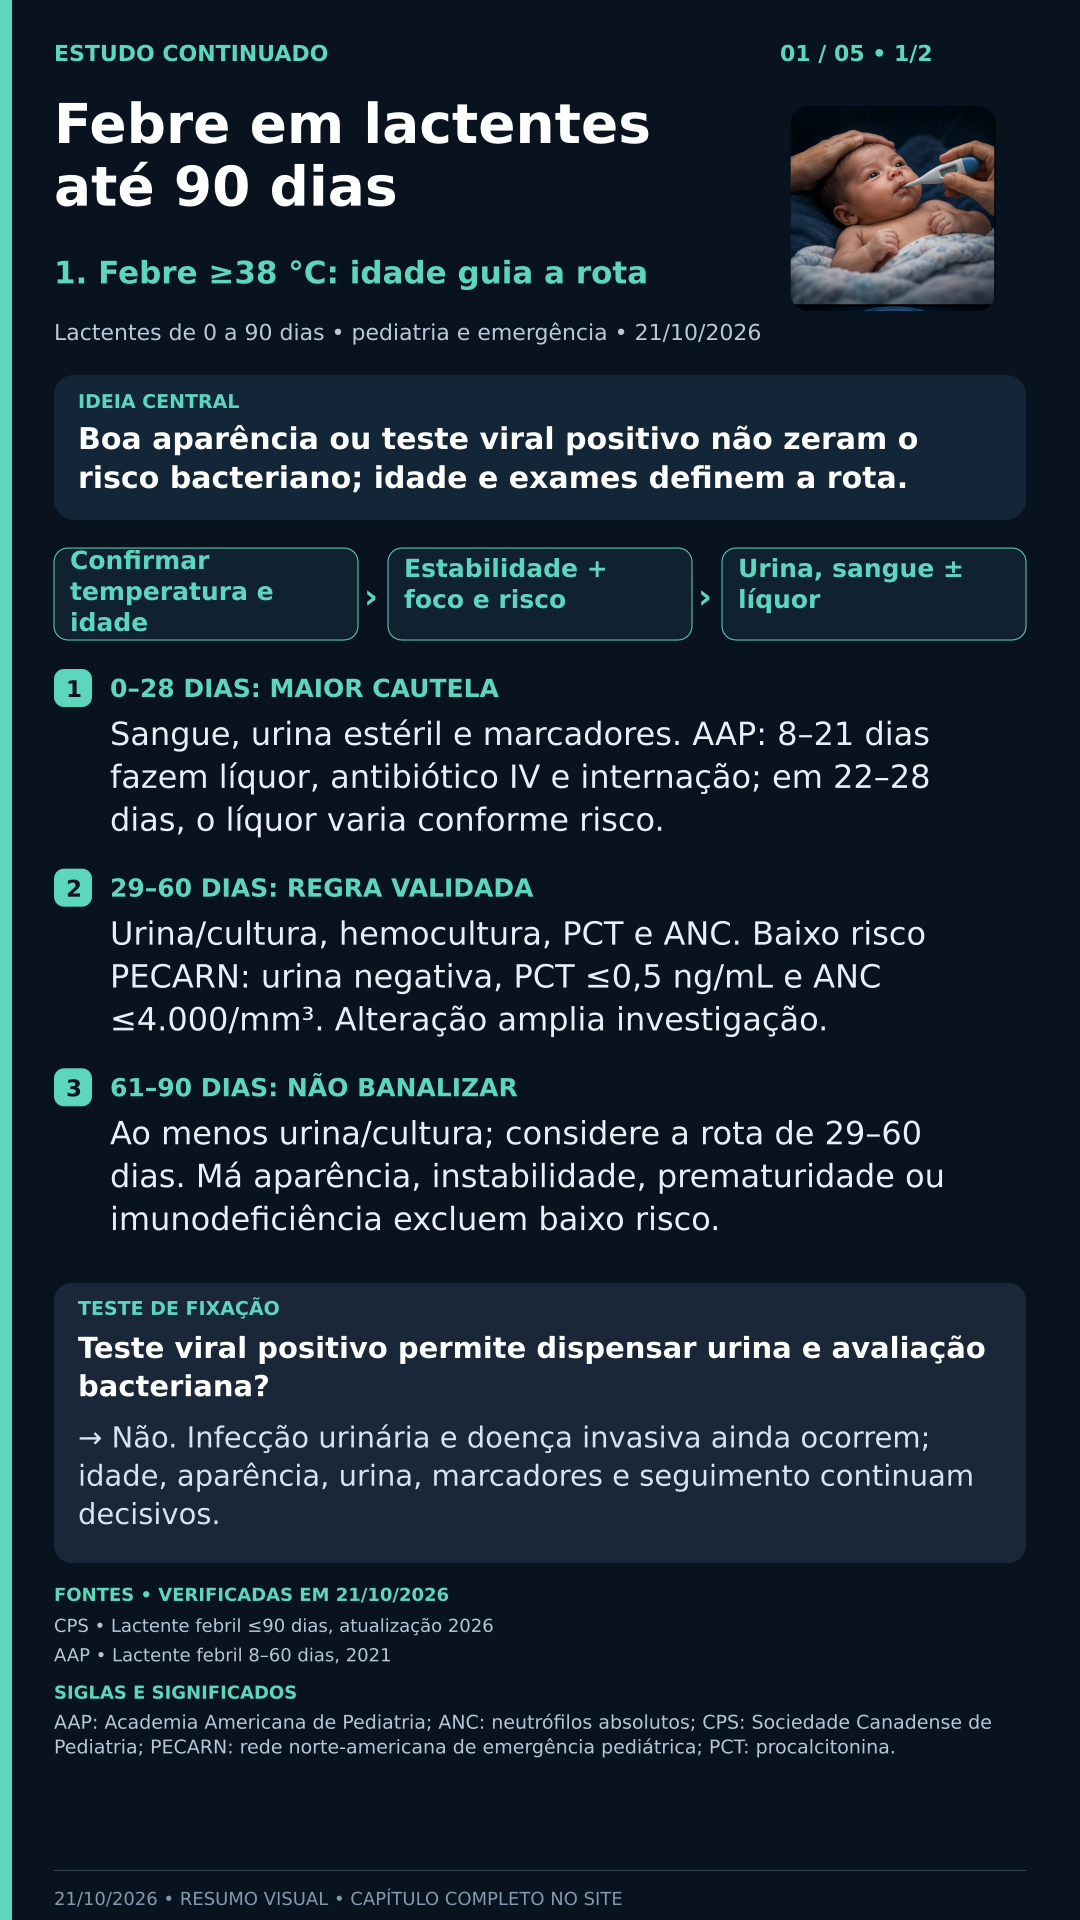 ESTUDO CONTINUADO
01 / 05 • 1/2
Febre em lactentes
até 90 dias
1. Febre ≥38 °C: idade guia a rota
Lactentes de 0 a 90 dias • pediatria e emergência • 21/10/2026
IDEIA CENTRAL
Boa aparência ou teste viral positivo não zeram o
risco bacteriano; idade e exames definem a rota.
Confirmar
temperatura e
idade
›
Estabilidade +
foco e risco
›
Urina, sangue ±
líquor
1 0–28 DIAS: MAIOR CAUTELA
Sangue, urina estéril e marcadores. AAP: 8–21 dias
fazem líquor, antibiótico IV e internação; em 22–28
dias, o líquor varia conforme risco.
2 29–60 DIAS: REGRA VALIDADA
Urina/cultura, hemocultura, PCT e ANC. Baixo risco
PECARN: urina negativa, PCT ≤0,5 ng/mL e ANC
≤4.000/mm³. Alteração amplia investigação.
3 61–90 DIAS: NÃO BANALIZAR
Ao menos urina/cultura; considere a rota de 29–60
dias. Má aparência, instabilidade, prematuridade ou
imunodeficiência excluem baixo risco.
TESTE DE FIXAÇÃO
Teste viral positivo permite dispensar urina e avaliação
bacteriana?
→ Não. Infecção urinária e doença invasiva ainda ocorrem;
idade, aparência, urina, marcadores e seguimento continuam
decisivos.
FONTES • VERIFICADAS EM 21/10/2026
CPS • Lactente febril ≤90 dias, atualização 2026
AAP • Lactente febril 8–60 dias, 2021
SIGLAS E SIGNIFICADOS
AAP: Academia Americana de Pediatria; ANC: neutrófilos absolutos; CPS: Sociedade Canadense de
Pediatria; PECARN: rede norte-americana de emergência pediátrica; PCT: procalcitonina.
21/10/2026 • RESUMO VISUAL • CAPÍTULO COMPLETO NO SITE